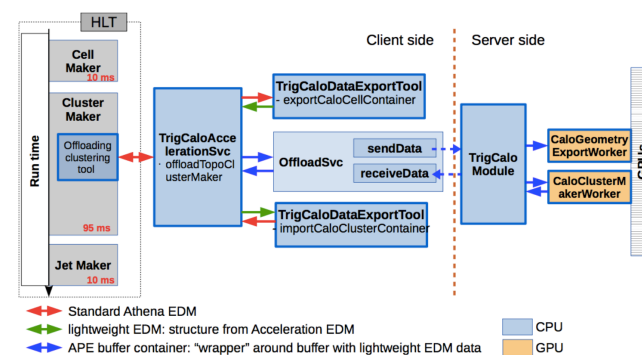 HLT
Client side
Server side
Run time
Cell
Maker
10 ms
Cluster
Maker
Offloading
clustering
tool
95 ms
Jet Maker
10 ms
TrigCaloAcce
lerationSvc
· offloadTopoCl
usterMaker
TrigCaloDataExportTool
- exportCaloCellContainer
OffloadSvc
sendData
receiveData
TrigCaloDataExportTool
- importCaloClusterContainer
TrigCalo
Module
CaloGeometry
ExportWorker
CaloClusterM
akerWorker
Standard Athena EDM
lightweight EDM: structure from Acceleration EDM
APE buffer container: “wrapper” around buffer with lightweight EDM data
CPU
GPU